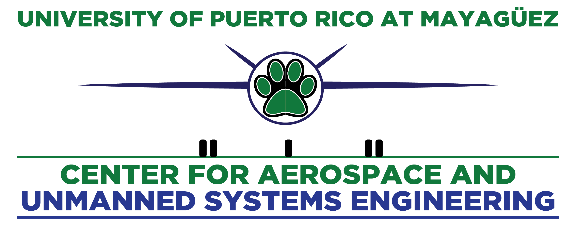 UNIVERSITY OF PUERTO RICO AT MAYAGÜEZ
CENTER FOR AEROSPACE AND
UNMANNED SYSTEMS ENGINEERING